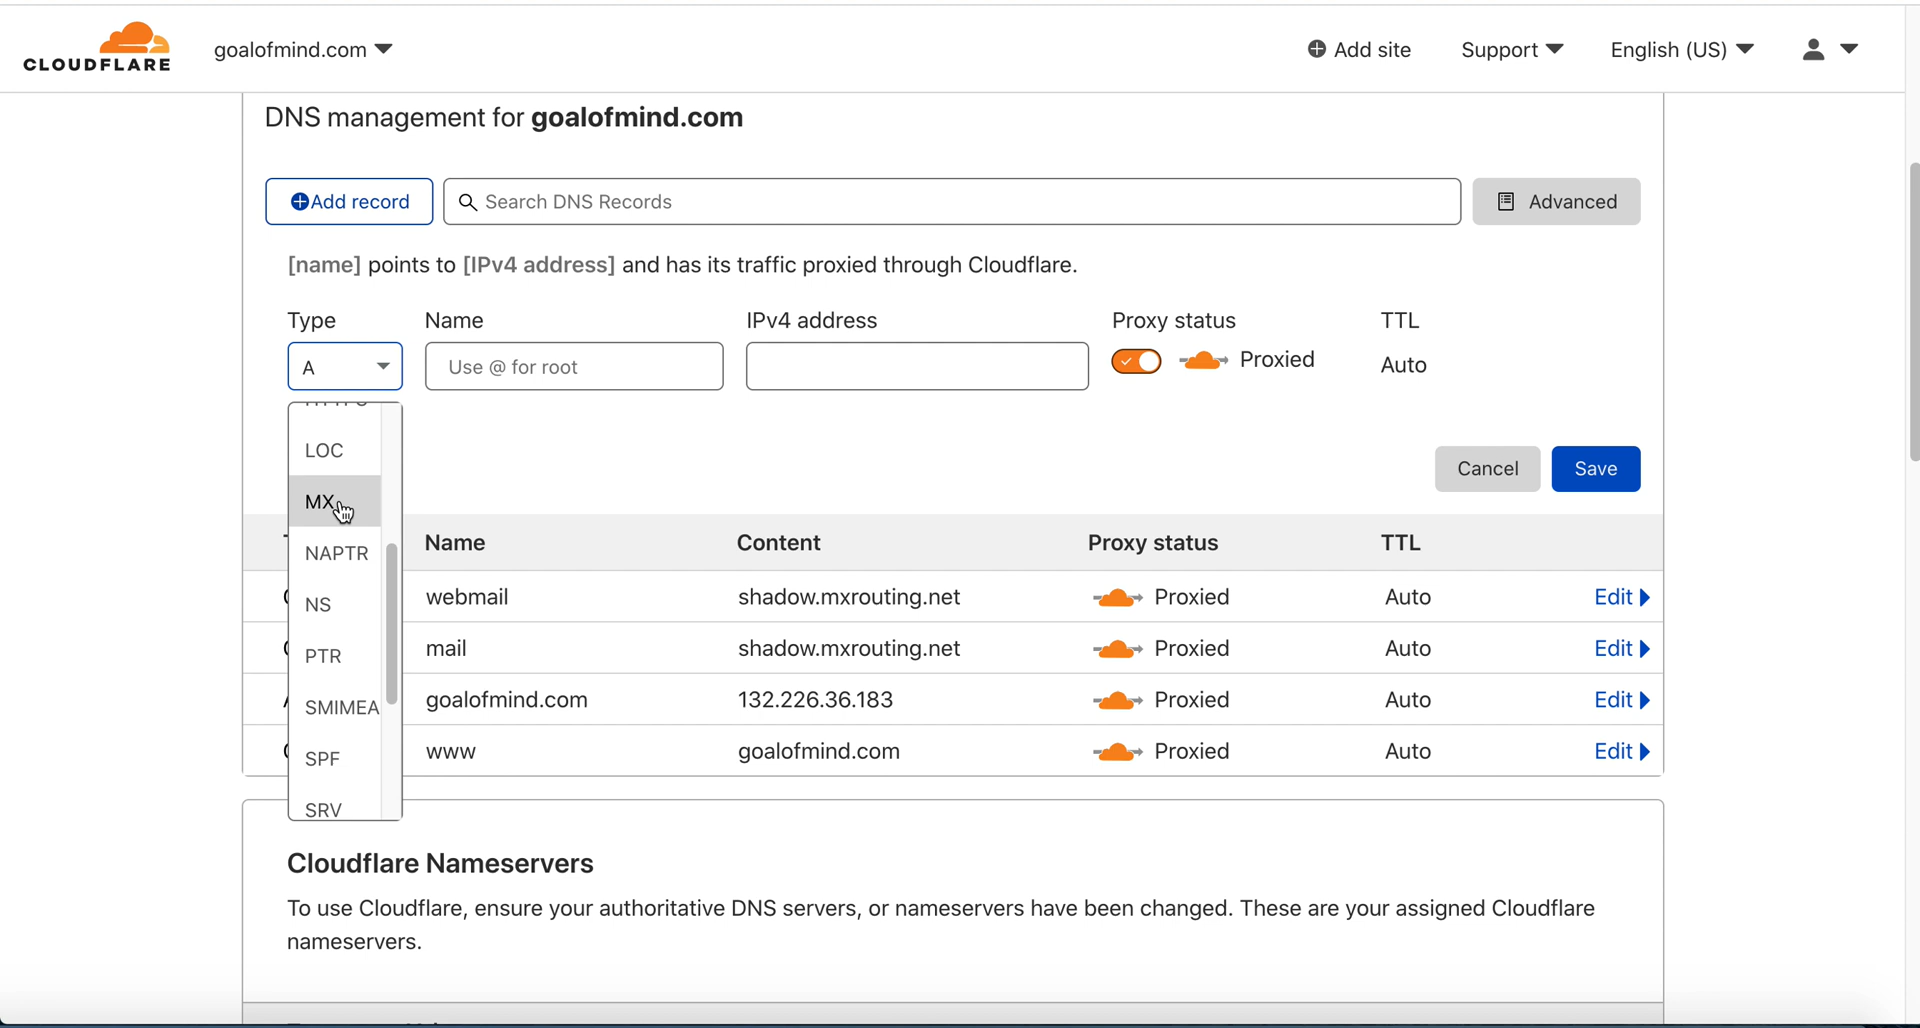 CLOUDFLARE
goalofmind.com
Add site
Support
English (US)
DNS management for goalofmind.com
Add record
Search DNS Records
Advanced
[name] points to [IPv4 address] and has its traffic proxied through Cloudflare.
Type Name IPv4 address Proxy status TTL
A Use @ for root Proxied Auto
LOC
MX
NAPTR
NS
PTR
SMIMEA
SPF
SRV
Cancel Save
Name Content Proxy status TTL
webmail shadow.mxrouting.net Proxied Auto Edit
mail shadow.mxrouting.net Proxied Auto Edit
goalofmind.com 132.226.36.183 Proxied Auto Edit
www goalofmind.com Proxied Auto Edit
Cloudflare Nameservers
To use Cloudflare, ensure your authoritative DNS servers, or nameservers have been changed. These are your assigned Cloudflare
nameservers.